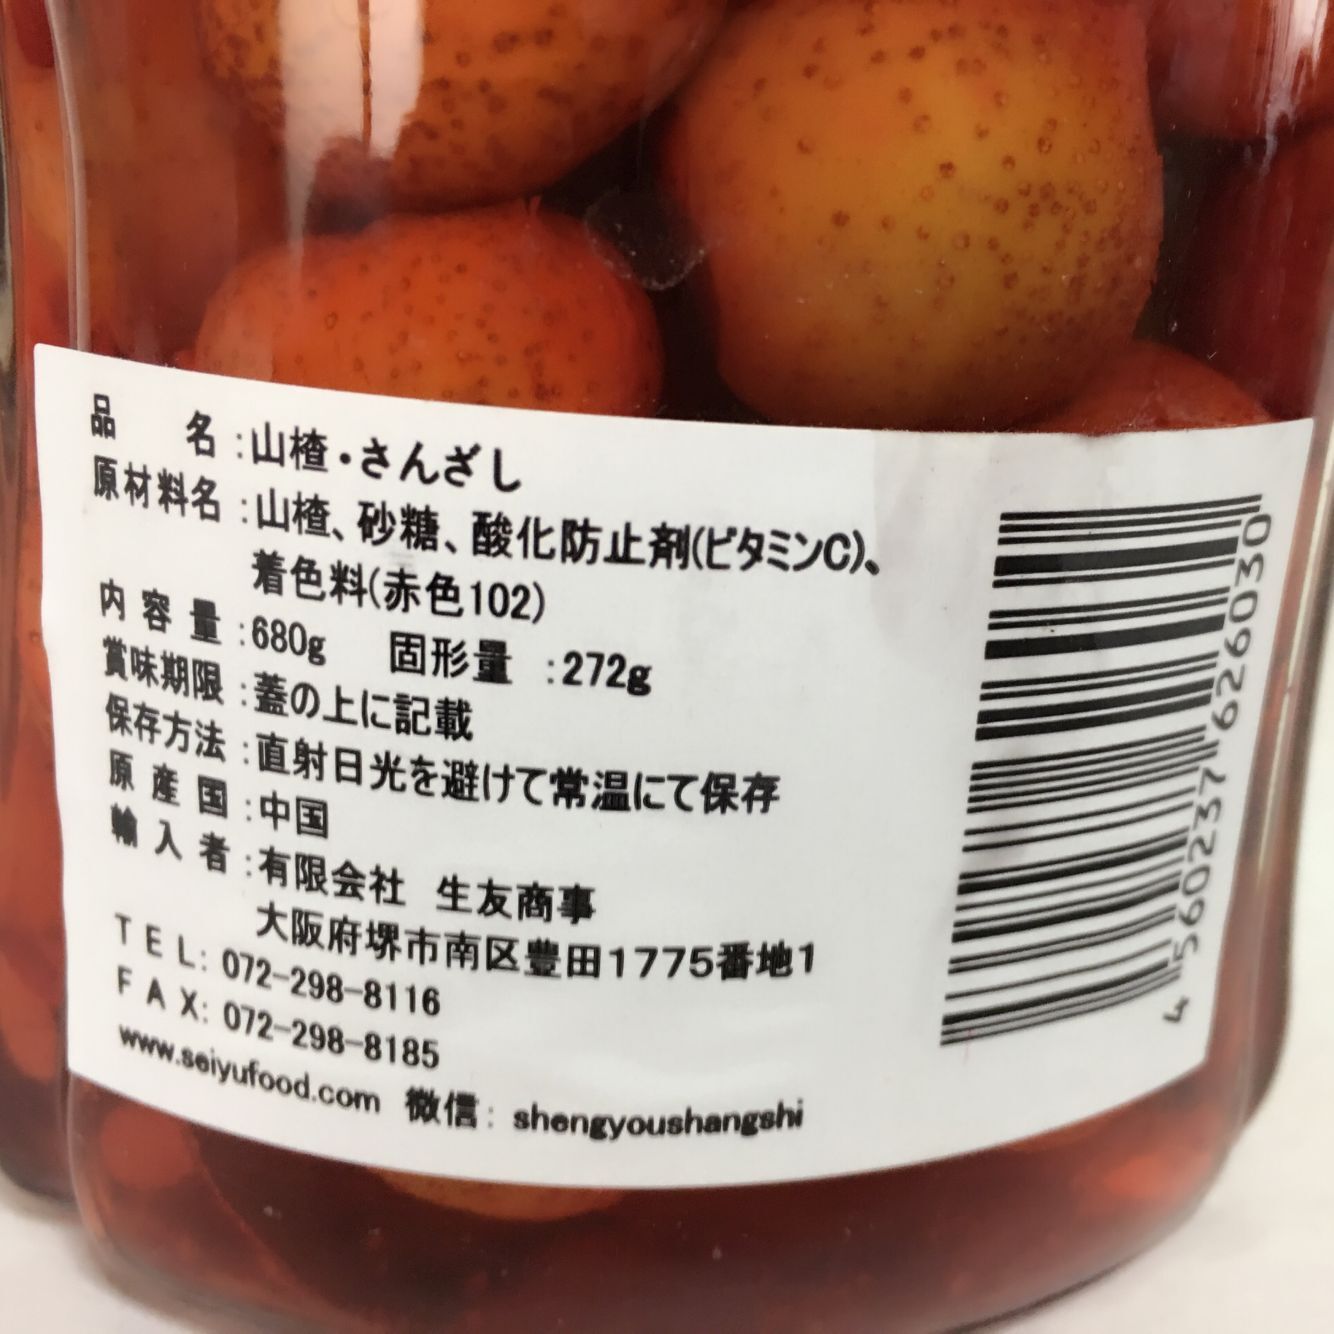 品名:山楂・さんざし
原材料名:山楂、砂糖、酸化防止剤(ビタミンC)、
着色料(赤色102)
内容量:680g 固形量:272g
賞味期限:蓋の上に記載
保存方法:直射日光を避けて常温にて保存
原産国:中国
輸入者:有限会社 生友商事
大阪府堺市南区豊田1775番地1
TEL:072-298-8116
FAX:072-298-8185
www.seiyufood.com 微信:shengyoushangshi
4560237626030